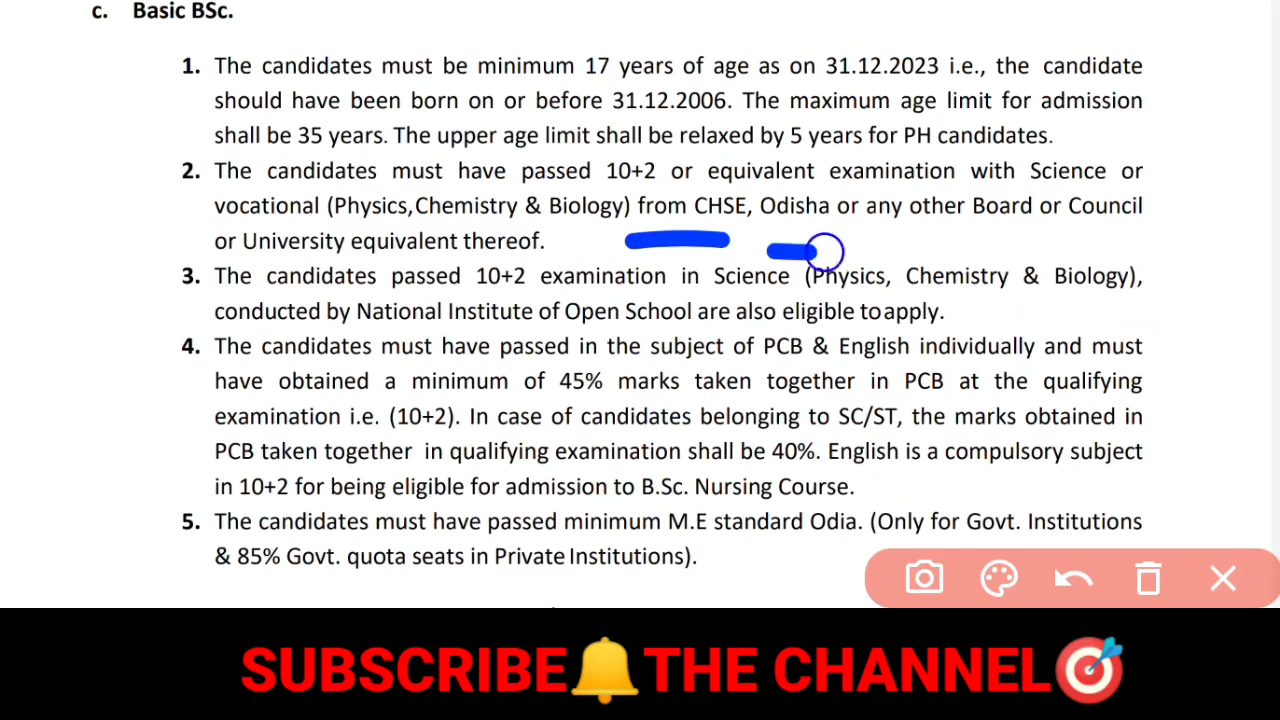 c. Basic BSc.
1. The candidates must be minimum 17 years of age as on 31.12.2023 i.e., the candidate
should have been born on or before 31.12.2006. The maximum age limit for admission
shall be 35 years. The upper age limit shall be relaxed by 5 years for PH candidates.
2. The candidates must have passed 10+2 or equivalent examination with Science or
vocational (Physics,Chemistry & Biology) from CHSE, Odisha or any other Board or Council
or University equivalent thereof.
3. The candidates passed 10+2 examination in Science (Physics, Chemistry & Biology),
conducted by National Institute of Open School are also eligible to apply.
4. The candidates must have passed in the subject of PCB & English individually and must
have obtained a minimum of 45% marks taken together in PCB at the qualifying
examination i.e. (10+2). In case of candidates belonging to SC/ST, the marks obtained in
PCB taken together in qualifying examination shall be 40%. English is a compulsory subject
in 10+2 for being eligible for admission to B.Sc. Nursing Course.
5. The candidates must have passed minimum M.E standard Odia. (Only for Govt. Institutions
& 85% Govt. quota seats in Private Institutions).
SUBSCRIBE🔔THE CHANNEL🎯